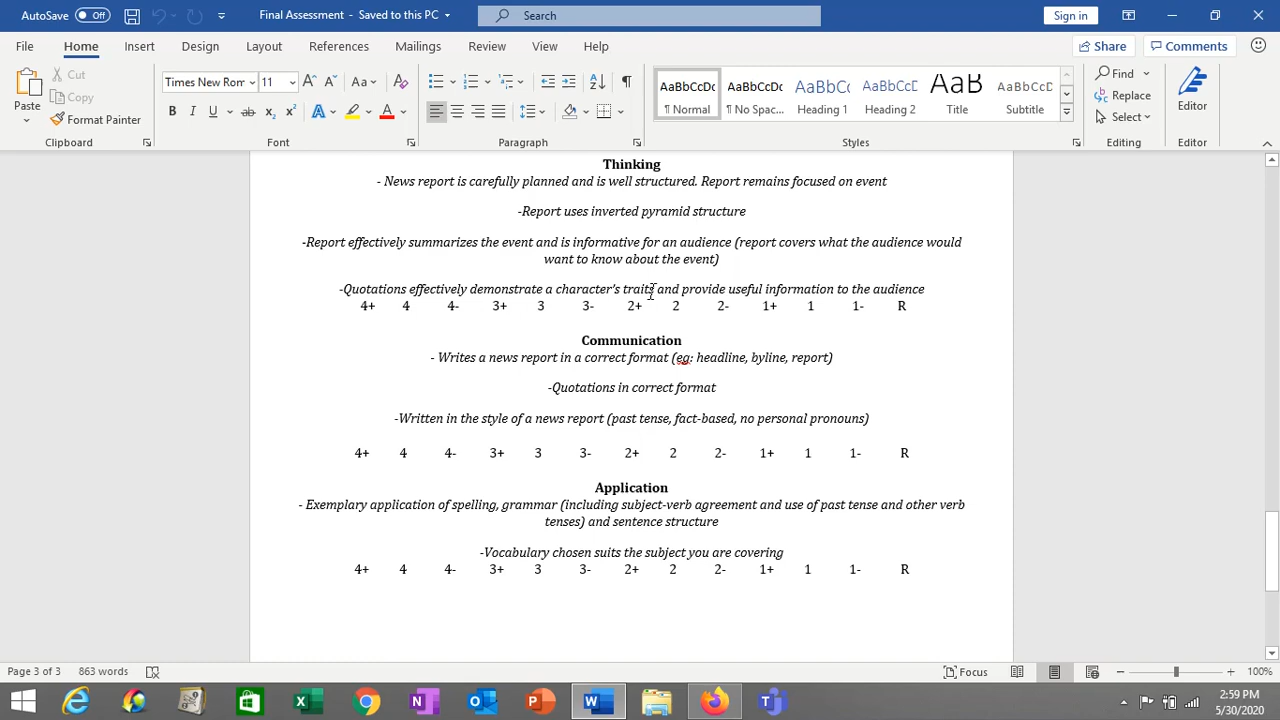 AutoSave Off Final Assessment - Saved to this PC Search Sign in
File Home Insert Design Layout References Mailings Review View Help Share Comments
Paste Cut Copy Format Painter
Times New Rom 11 Aa
B I U ab x₂ x² A A
AaBbCcDc AaBbCcDc AaBbCc AaBbCcD AaB AaBbCcD
¶ Normal ¶ No Spac... Heading 1 Heading 2 Title Subtitle
Find Replace Select Editor
Clipboard Font Paragraph Styles Editing Editor
Thinking
- News report is carefully planned and is well structured. Report remains focused on event
-Report uses inverted pyramid structure
-Report effectively summarizes the event and is informative for an audience (report covers what the audience would
want to know about the event)
-Quotations effectively demonstrate a character's traits and provide useful information to the audience
4+ 4 4- 3+ 3 3- 2+ 2 2- 1+ 1 1- R
Communication
- Writes a news report in a correct format (eg: headline, byline, report)
-Quotations in correct format
-Written in the style of a news report (past tense, fact-based, no personal pronouns)
4+ 4 4- 3+ 3 3- 2+ 2 2- 1+ 1 1- R
Application
- Exemplary application of spelling, grammar (including subject-verb agreement and use of past tense and other verb
tenses) and sentence structure
-Vocabulary chosen suits the subject you are covering
4+ 4 4- 3+ 3 3- 2+ 2 2- 1+ 1 1- R
Page 3 of 3 863 words Focus 100%
2:59 PM
5/30/2020